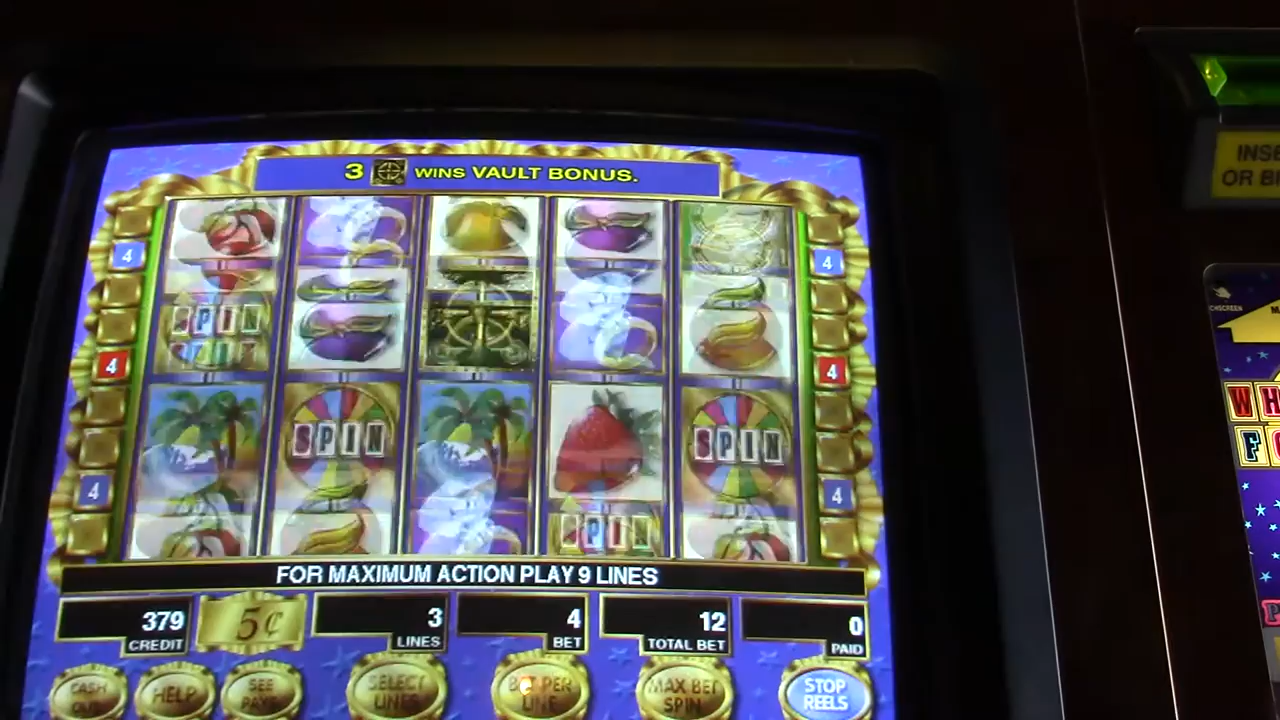 3 WINS VAULT BONUS.
4
4
SPIN
4
4
SPIN
SPIN
4
4
SPIN
FOR MAXIMUM ACTION PLAY 9 LINES
379 5¢ 3 4 12 0
CREDIT LINES BET TOTAL BET PAID
CASH OUT
HELP
SEE PAYS
SELECT LINES
BET PER LINE
MAX BET SPIN
STOP REELS
OR